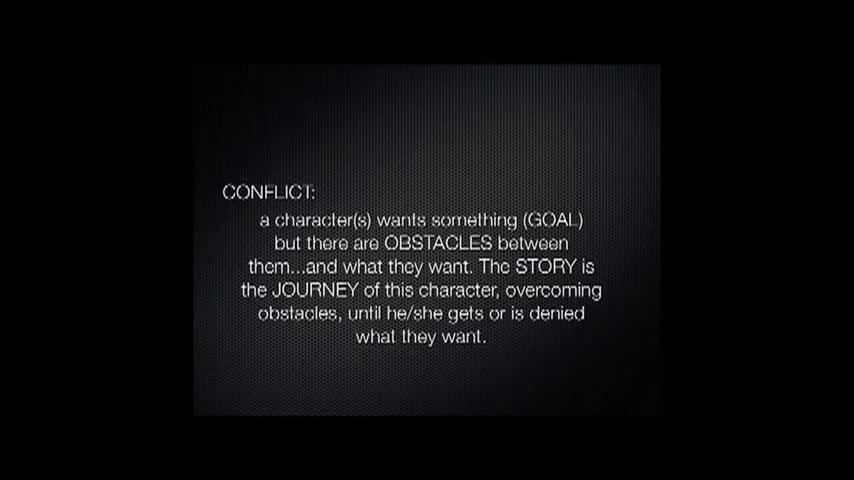 CONFLICT:
a character(s) wants something (GOAL)
but there are OBSTACLES between
them...and what they want. The STORY is
the JOURNEY of this character, overcoming
obstacles, until he/she gets or is denied
what they want.